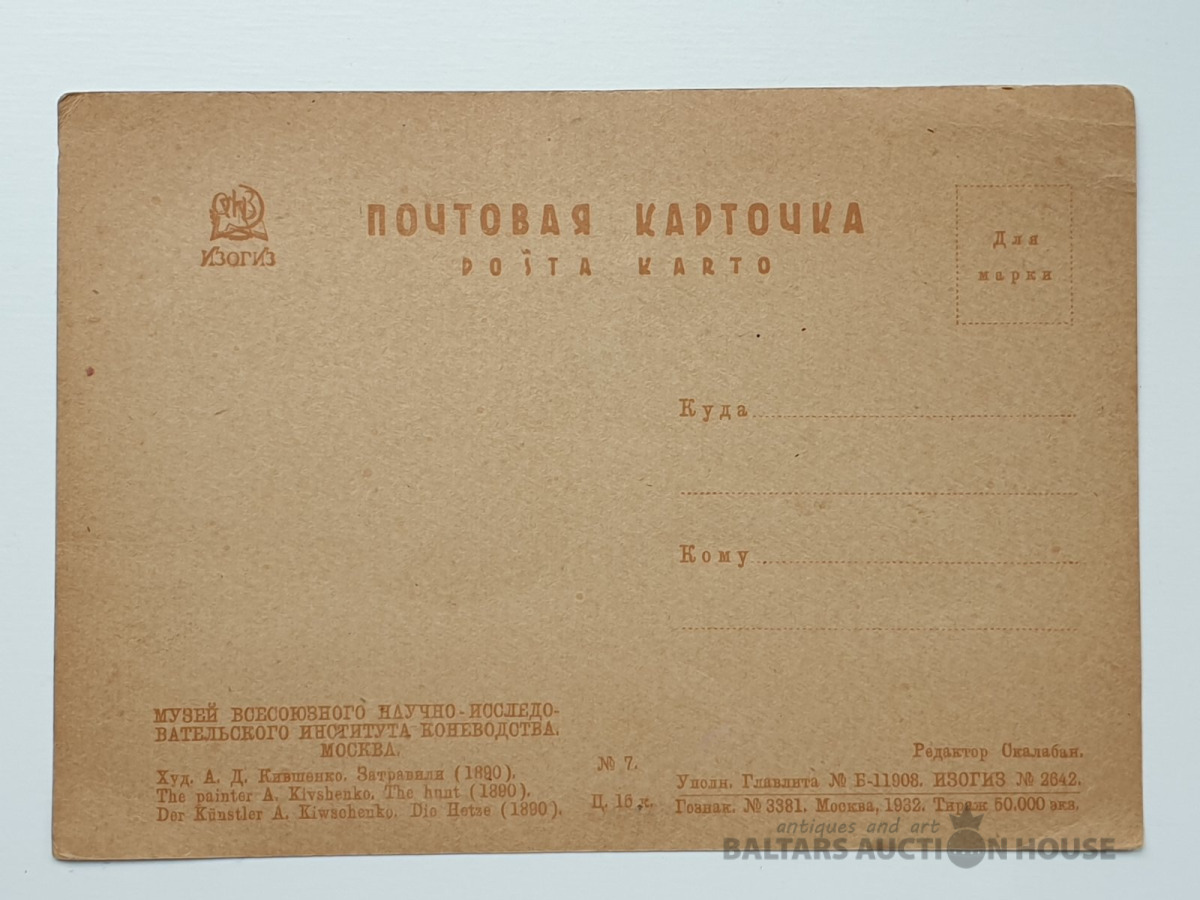 ИЗОГИЗ
ПОЧТОВАЯ КАРТОЧКА
POŜTA KARTO
Для
марки
Куда
Кому
МУЗЕЙ ВСЕСОЮЗНОГО НАУЧНО-ИССЛЕДО-
ВАТЕЛЬСКОГО ИНСТИТУТА КОНЕВОДСТВА.
МОСКВА.
Худ. А. Д. Кившенко. Затравили (1890).
The painter A. Kivshenko. The hunt (1890).
Der Künstler A. Kiwschenko. Die Hetze (1890).
№ 7.
Ц. 15 к.
Редактор Скалабан.
Уполн. Главлита № Б-11908. ИЗОГИЗ № 2642.
Гознак. № 3381. Москва, 1932. Тираж 50.000 экз.
antiques and art
BALTARS AUCTION HOUSE